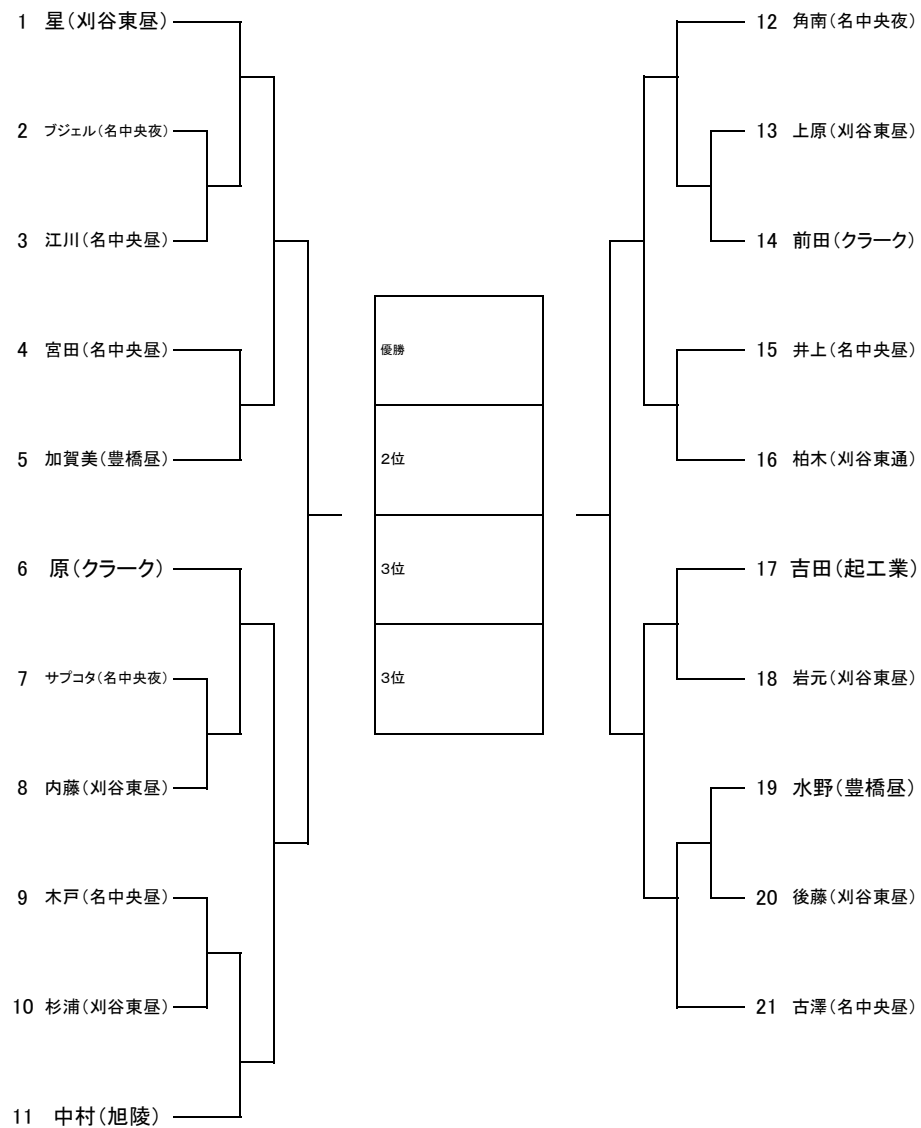 1 星(刈谷東昼)
2 ブジェル(名中央夜)
3 江川(名中央昼)
4 宮田(名中央昼)
5 加賀美(豊橋昼)
6 原(クラーク)
7 サプコタ(名中央夜)
8 内藤(刈谷東昼)
9 木戸(名中央昼)
10 杉浦(刈谷東昼)
11 中村(旭陵)
優勝
2位
3位
3位
12 角南(名中央夜)
13 上原(刈谷東昼)
14 前田(クラーク)
15 井上(名中央昼)
16 柏木(刈谷東通)
17 吉田(起工業)
18 岩元(刈谷東昼)
19 水野(豊橋昼)
20 後藤(刈谷東昼)
21 古澤(名中央昼)